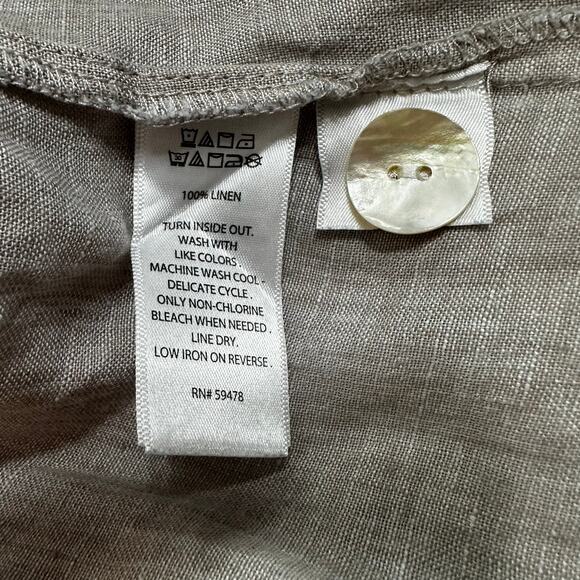 30
100% LINEN
TURN INSIDE OUT.
WASH WITH
LIKE COLORS .
MACHINE WASH COOL -
DELICATE CYCLE .
ONLY NON-CHLORINE
BLEACH WHEN NEEDED .
LINE DRY.
LOW IRON ON REVERSE .
RN# 59478